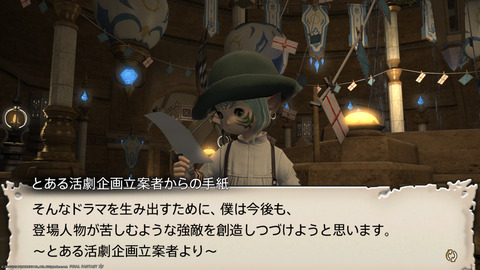 とある活劇企画立案者からの手紙
そんなドラマを生み出すために、僕は今後も、
登場人物が苦しむような強敵を創造しつづけようと思います。
～とある活劇企画立案者より～